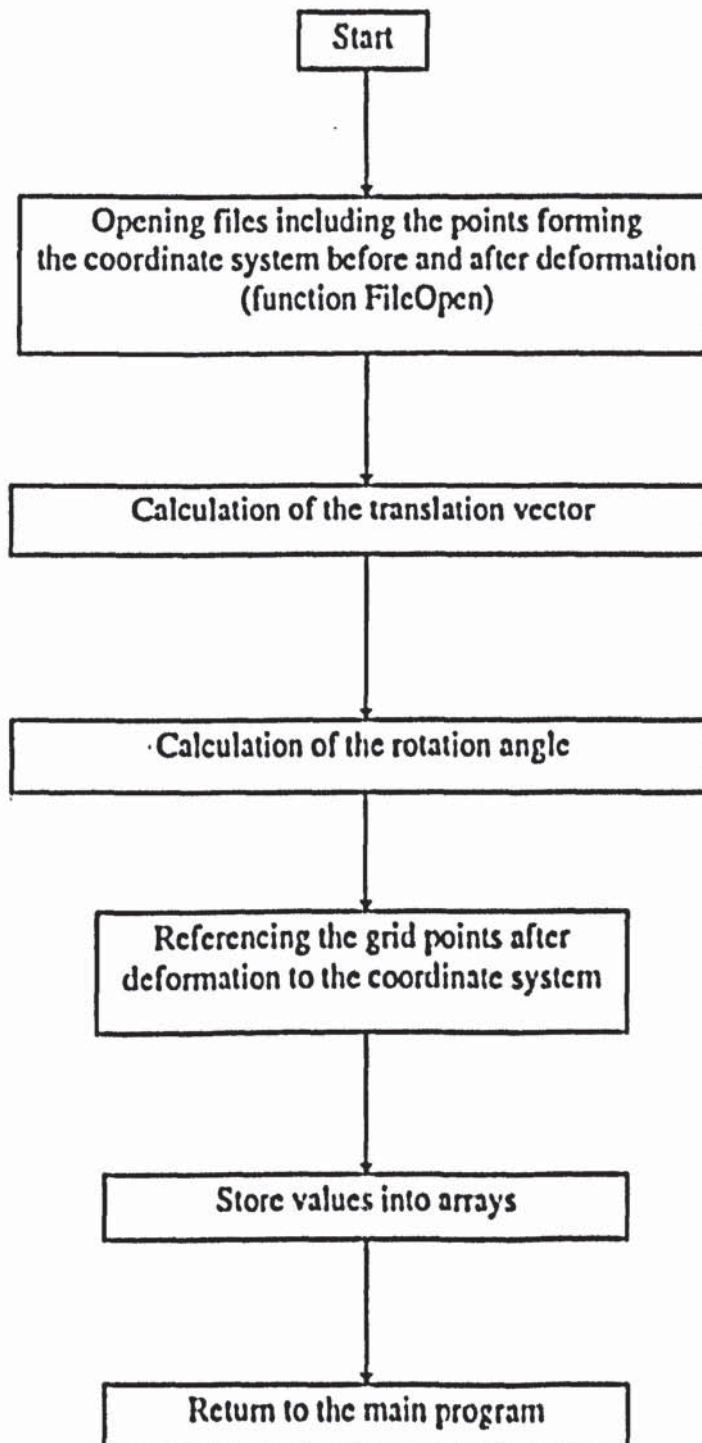 Start
Opening files including the points forming
the coordinate system before and after deformation
(function FileOpen)
Calculation of the translation vector
Calculation of the rotation angle
Referencing the grid points after
deformation to the coordinate system
Store values into arrays
Return to the main program